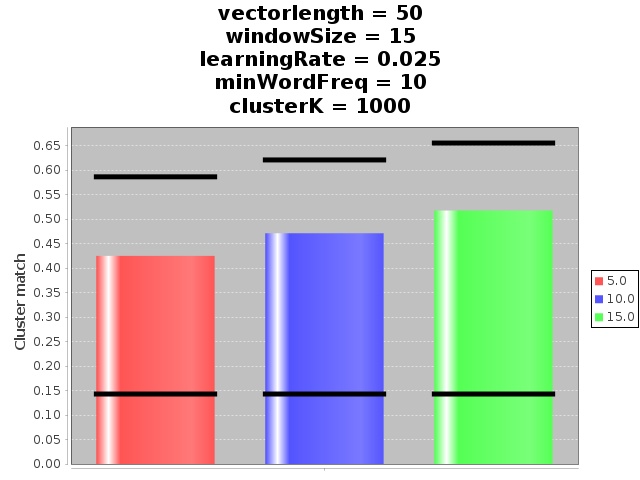 vectorlength = 50
windowSize = 15
learningRate = 0.025
minWordFreq = 10
clusterK = 1000
0.65
0.60
0.55
0.50
0.45
0.40
0.35
0.30
0.25
0.20
0.15
0.10
0.05
0.00
Cluster match
5.0
10.0
15.0